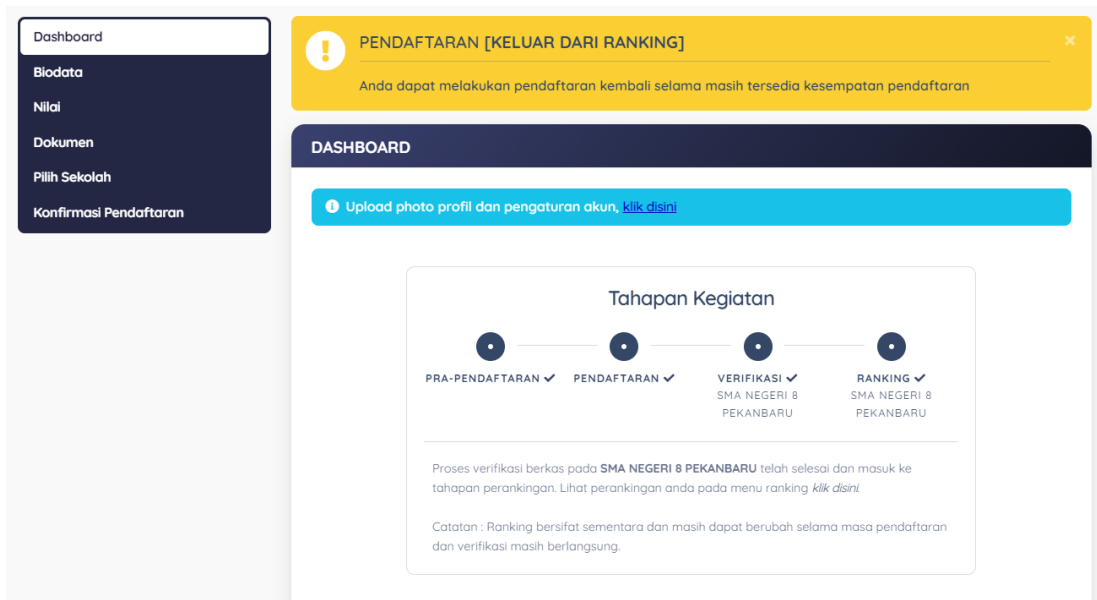 Dashboard
Biodata
Nilai
Dokumen
Pilih Sekolah
Konfirmasi Pendaftaran
PENDAFTARAN [KELUAR DARI RANKING]
Anda dapat melakukan pendaftaran kembali selama masih tersedia kesempatan pendaftaran
DASHBOARD
Upload photo profil dan pengaturan akun, klik disini
Tahapan Kegiatan
PRA-PENDAFTARAN ✔
PENDAFTARAN ✔
VERIFIKASI ✔
SMA NEGERI 8
PEKANBARU
RANKING ✔
SMA NEGERI 8
PEKANBARU
Proses verifikasi berkas pada SMA NEGERI 8 PEKANBARU telah selesai dan masuk ke
tahapan perankingan. Lihat perankingan anda pada menu ranking klik disini.
Catatan : Ranking bersifat sementara dan masih dapat berubah selama masa pendaftaran
dan verifikasi masih berlangsung.